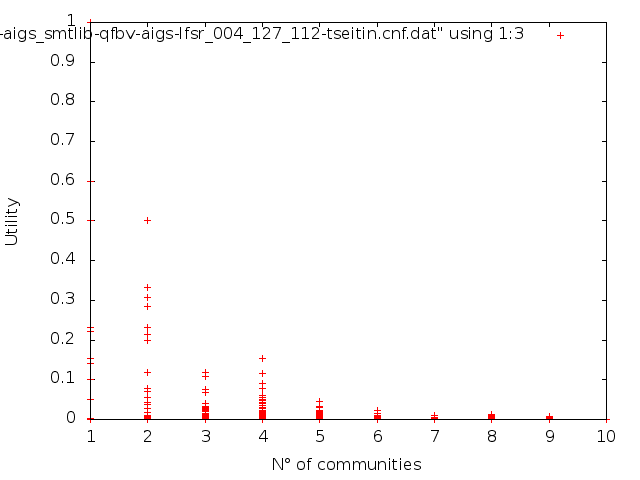 -aigs_smtlib-qfbv-aigs-lfsr_004_127_112-tseitin.cnf.dat" using 1:3
1
0.9
0.8
0.7
0.6
0.5
0.4
0.3
0.2
0.1
0
Utility
1 2 3 4 5 6 7 8 9 10
N° of communities